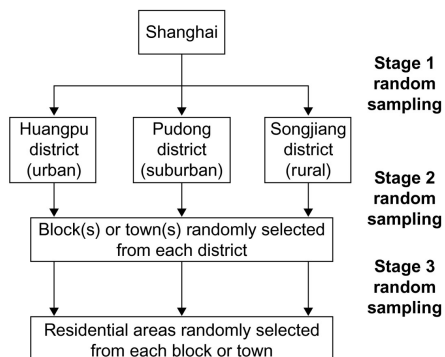 Shanghai
Stage 1
random
sampling
Huangpu
district
(urban)
Pudong
district
(suburban)
Songjiang
district
(rural)
Stage 2
random
sampling
Block(s) or town(s) randomly selected
from each district
Stage 3
random
sampling
Residential areas randomly selected
from each block or town